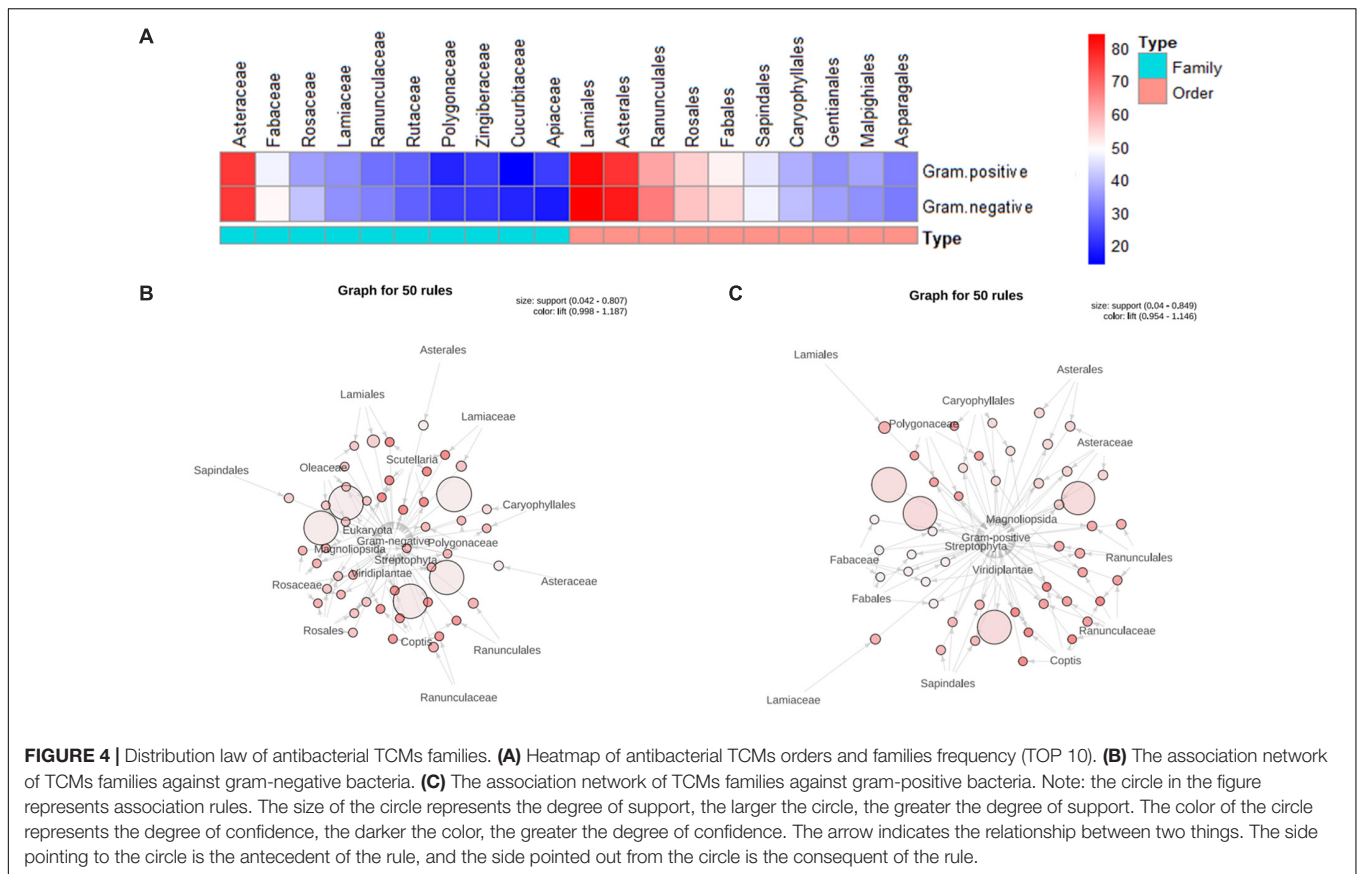 A
Asteraceae
Fabaceae
Rosaceae
Lamiaceae
Ranunculaceae
Rutaceae
Polygonaceae
Zingiberaceae
Cucurbitaceae
Apiaceae
Lamiales
Asterales
Ranunculales
Rosales
Fabales
Sapindales
Caryophyllales
Gentianales
Malpighiales
Asparagales
Gram.positive
Gram.negative
Type
80
70
60
50
40
30
20
Type
Family
Order
B
Graph for 50 rules
size: support (0.042 - 0.807)
color: lift (0.998 - 1.187)
Asterales
Lamiales
Lamiaceae
Scutellaria
Sapindales
Oleaceae
Caryophyllales
Eukaryota
Gram-negative
Polygonaceae
Magnoliopsida
Streptophyta
Viridiplantae
Asteraceae
Rosaceae
Rosales
Coptis
Ranunculales
Ranunculaceae
C
Graph for 50 rules
size: support (0.04 - 0.849)
color: lift (0.954 - 1.146)
Lamiales
Asterales
Caryophyllales
Polygonaceae
Asteraceae
Magnoliopsida
Gram-positive
Streptophyta
Fabaceae
Ranunculales
Viridiplantae
Fabales
Ranunculaceae
Coptis
Sapindales
Lamiaceae
FIGURE 4 | Distribution law of antibacterial TCMs families. (A) Heatmap of antibacterial TCMs orders and families frequency (TOP 10). (B) The association network
of TCMs families against gram-negative bacteria. (C) The association network of TCMs families against gram-positive bacteria. Note: the circle in the figure
represents association rules. The size of the circle represents the degree of support, the larger the circle, the greater the degree of support. The color of the circle
represents the degree of confidence, the darker the color, the greater the degree of confidence. The arrow indicates the relationship between two things. The side
pointing to the circle is the antecedent of the rule, and the side pointed out from the circle is the consequent of the rule.